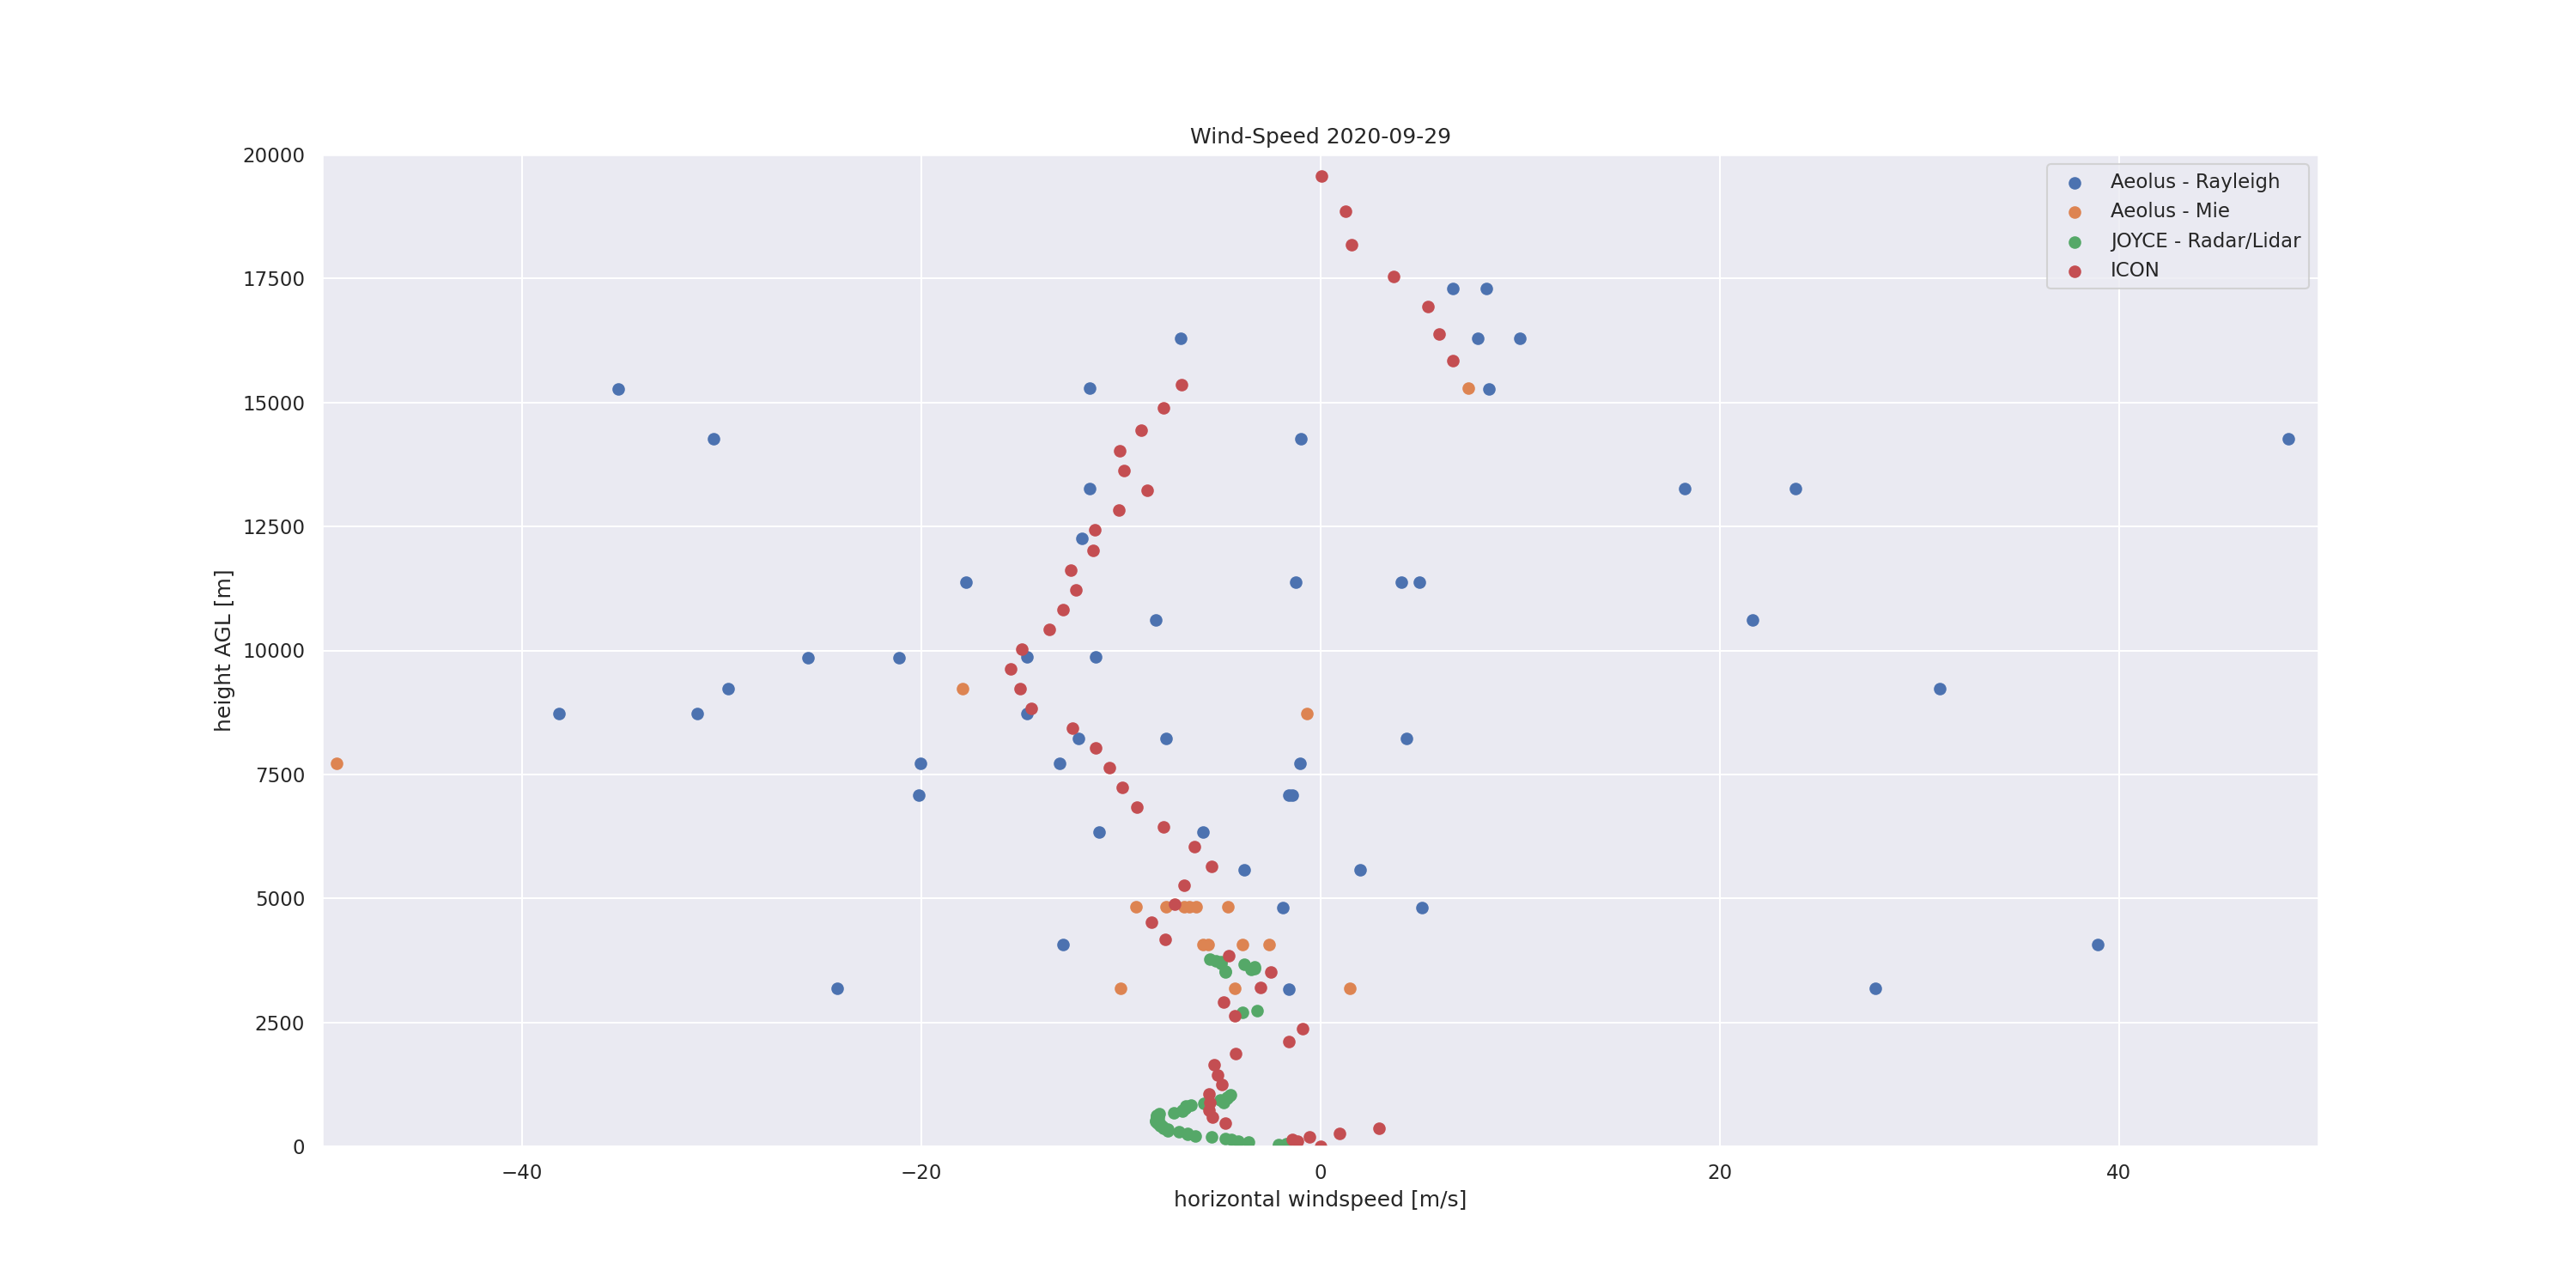 Wind-Speed 2020-09-29
20000
17500
15000
12500
10000
7500
5000
2500
0
height AGL [m]
Aeolus - Rayleigh
Aeolus - Mie
JOYCE - Radar/Lidar
ICON
−40
−20
0
20
40
horizontal windspeed [m/s]